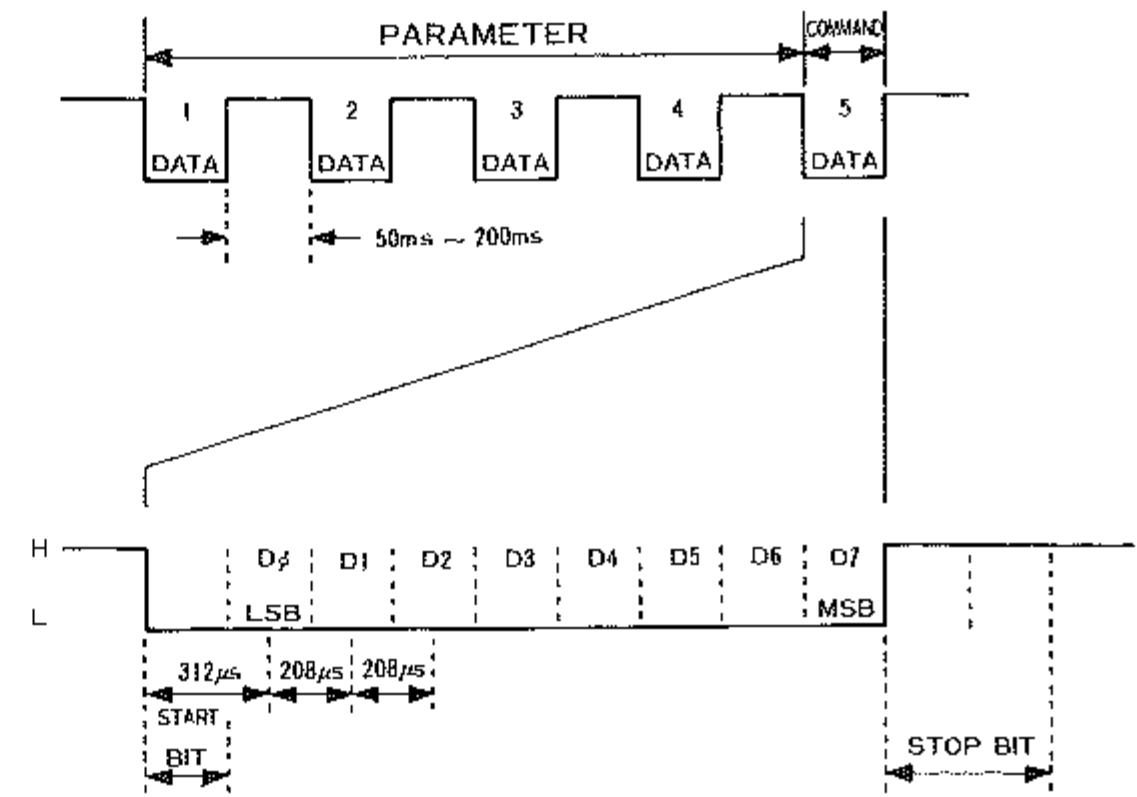 PARAMETER
COMMAND
1 2 3 4 5
DATA DATA DATA DATA DATA
50ms ~ 200ms
H
DØ D1 D2 D3 D4 D5 D6 D7
L
LSB MSB
312μs 208μs 208μs
START
BIT
STOP BIT